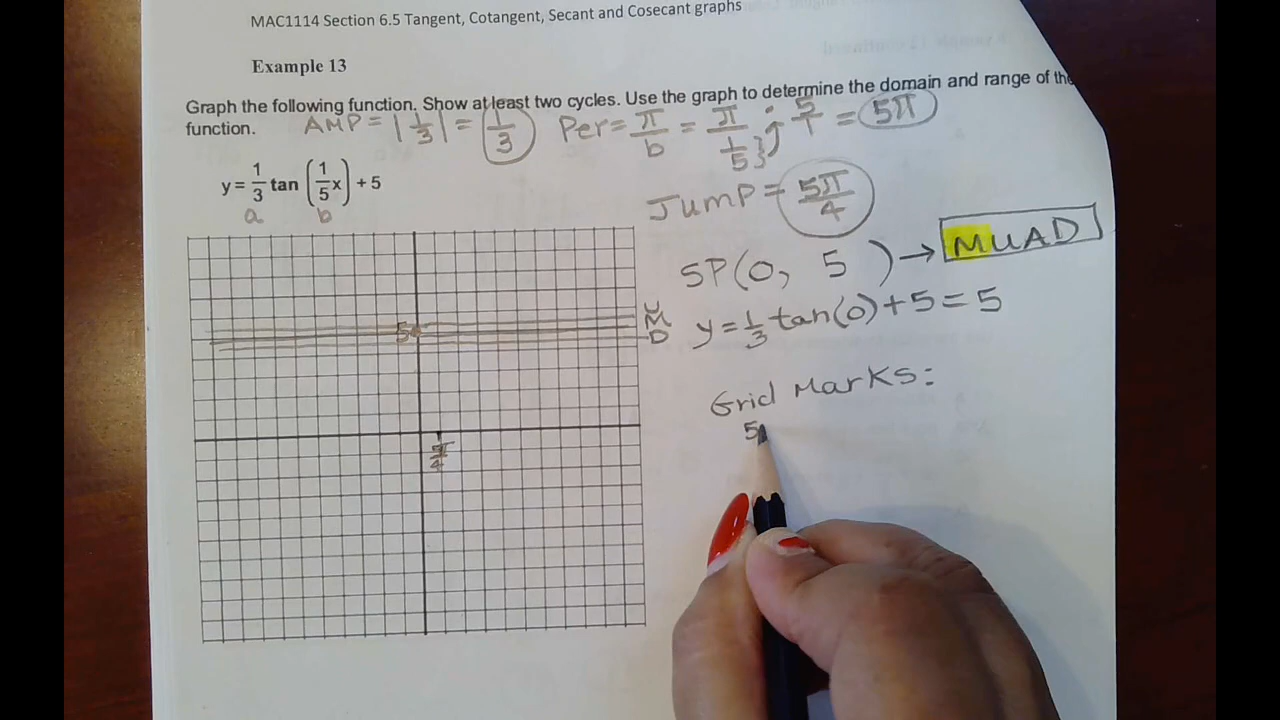 MAC1114 Section 6.5 Tangent, Cotangent, Secant and Cosecant graphs
Example 13
Graph the following function. Show at least two cycles. Use the graph to determine the domain and range of the
function.
AMP = |1/3| = 1/3 Per = π/b = π/(1/5) · 5/1 = 5π
y = 1/3 tan (1/5 x) + 5
a b
Jump = 5π/4
SP(0, 5) → MUAD
y = 1/3 tan(0) + 5 = 5
U
M
D
5
Grid Marks:
5
5π/4